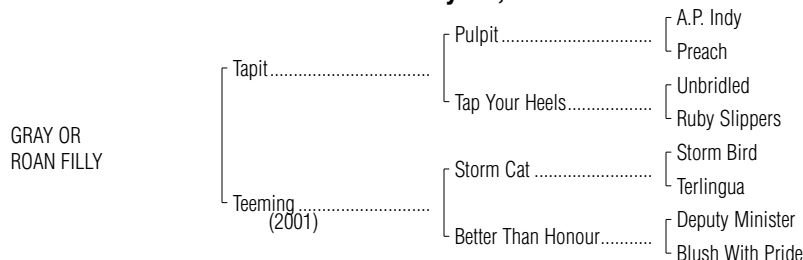 A.P. Indy
Pulpit
Preach
Tapit
Unbridled
Tap Your Heels
Ruby Slippers
GRAY OR
ROAN FILLY
Storm Bird
Storm Cat
Terlingua
Teeming
(2001)
Deputy Minister
Better Than Honour
Blush With Pride